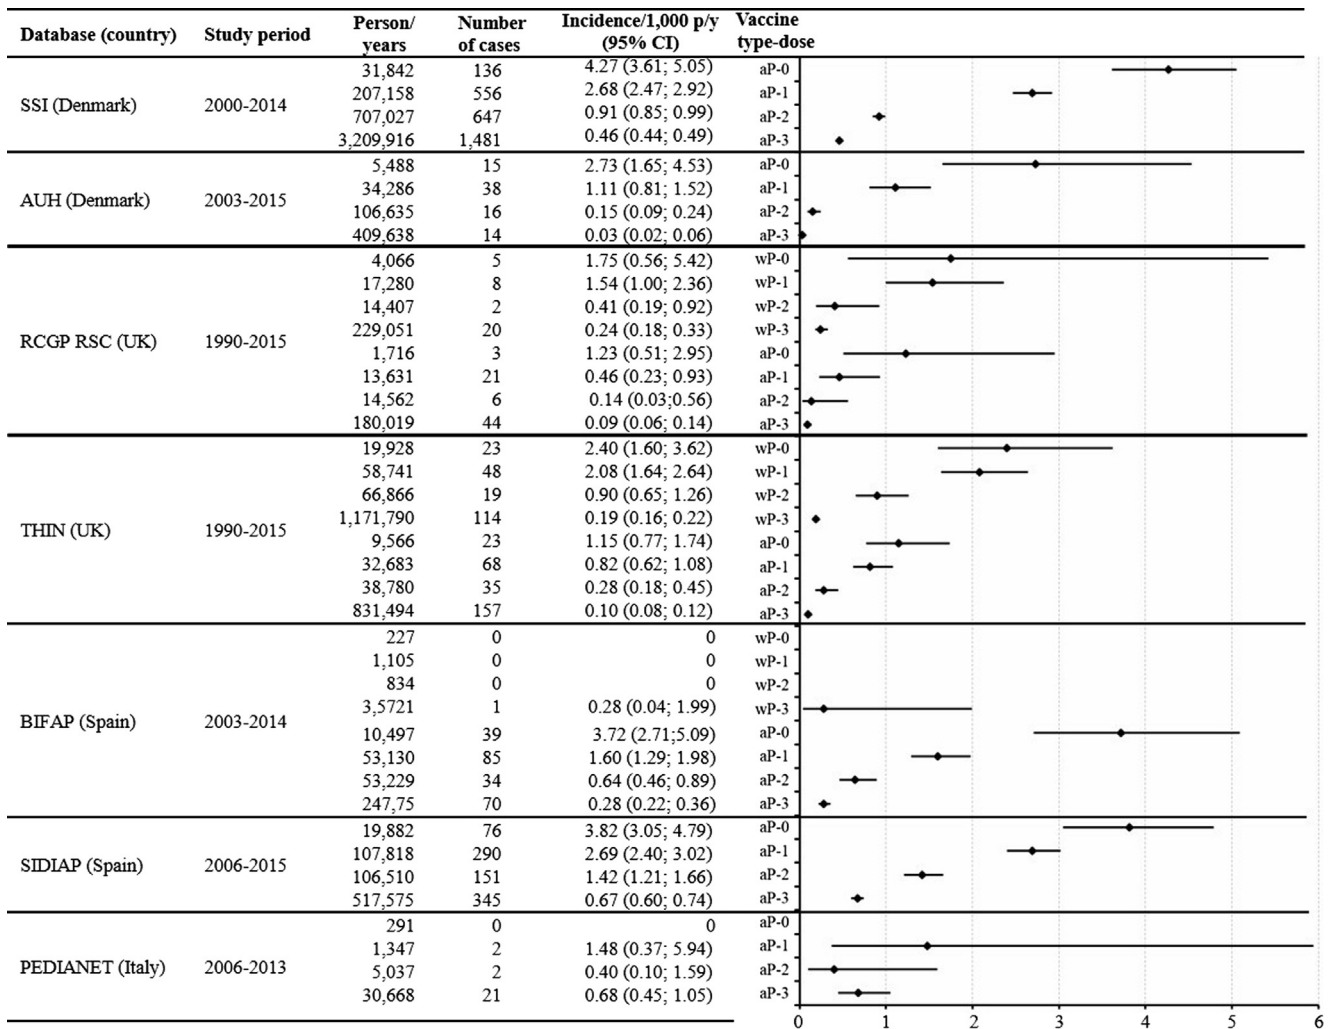 Database (country) Study period Person/ years Number of cases Incidence/1,000 p/y (95% CI) Vaccine type-dose
SSI (Denmark) 2000-2014
31,842 136 4.27 (3.61; 5.05) aP-0
207,158 556 2.68 (2.47; 2.92) aP-1
707,027 647 0.91 (0.85; 0.99) aP-2
3,209,916 1,481 0.46 (0.44; 0.49) aP-3
AUH (Denmark) 2003-2015
5,488 15 2.73 (1.65; 4.53) aP-0
34,286 38 1.11 (0.81; 1.52) aP-1
106,635 16 0.15 (0.09; 0.24) aP-2
409,638 14 0.03 (0.02; 0.06) aP-3
RCGP RSC (UK) 1990-2015
4,066 5 1.75 (0.56; 5.42) wP-0
17,280 8 1.54 (1.00; 2.36) wP-1
14,407 2 0.41 (0.19; 0.92) wP-2
229,051 20 0.24 (0.18; 0.33) wP-3
1,716 3 1.23 (0.51; 2.95) aP-0
13,631 21 0.46 (0.23; 0.93) aP-1
14,562 6 0.14 (0.03;0.56) aP-2
180,019 44 0.09 (0.06; 0.14) aP-3
THIN (UK) 1990-2015
19,928 23 2.40 (1.60; 3.62) wP-0
58,741 48 2.08 (1.64; 2.64) wP-1
66,866 19 0.90 (0.65; 1.26) wP-2
1,171,790 114 0.19 (0.16; 0.22) wP-3
9,566 23 1.15 (0.77; 1.74) aP-0
32,683 68 0.82 (0.62; 1.08) aP-1
38,780 35 0.28 (0.18; 0.45) aP-2
831,494 157 0.10 (0.08; 0.12) aP-3
BIFAP (Spain) 2003-2014
227 0 0 wP-0
1,105 0 0 wP-1
834 0 0 wP-2
3,5721 1 0.28 (0.04; 1.99) wP-3
10,497 39 3.72 (2.71;5.09) aP-0
53,130 85 1.60 (1.29; 1.98) aP-1
53,229 34 0.64 (0.46; 0.89) aP-2
247,75 70 0.28 (0.22; 0.36) aP-3
SIDIAP (Spain) 2006-2015
19,882 76 3.82 (3.05; 4.79) aP-0
107,818 290 2.69 (2.40; 3.02) aP-1
106,510 151 1.42 (1.21; 1.66) aP-2
517,575 345 0.67 (0.60; 0.74) aP-3
PEDIANET (Italy) 2006-2013
291 0 0 aP-0
1,347 2 1.48 (0.37; 5.94) aP-1
5,037 2 0.40 (0.10; 1.59) aP-2
30,668 21 0.68 (0.45; 1.05) aP-3
0 1 2 3 4 5 6